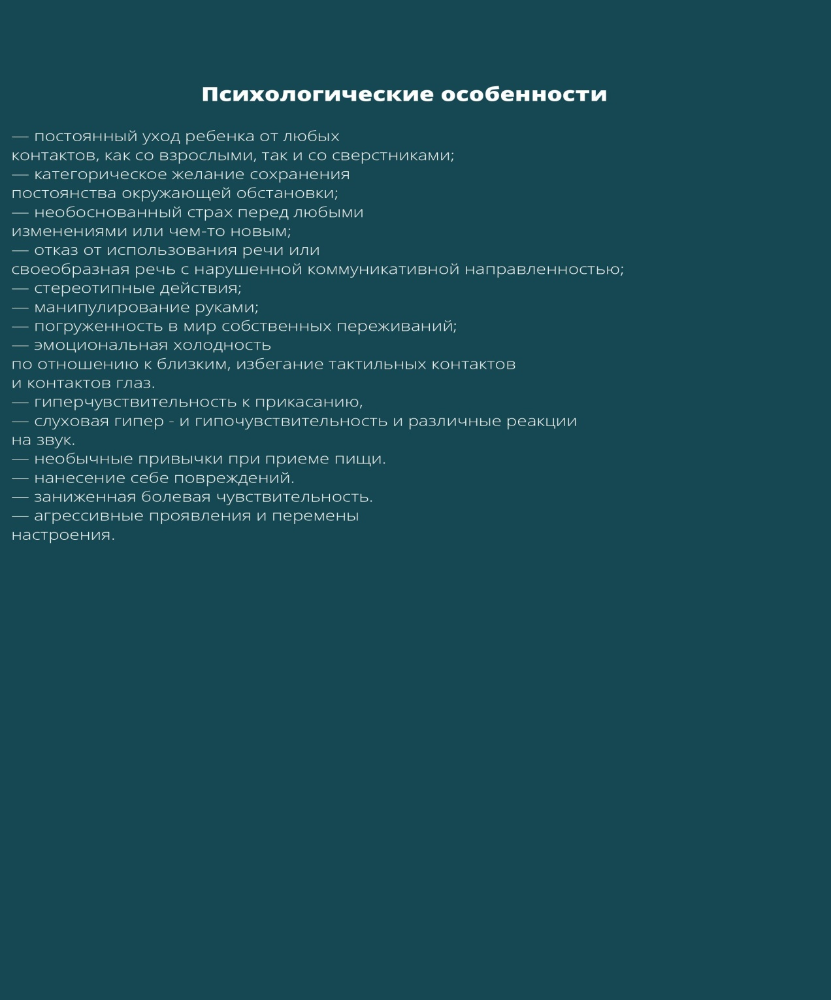 Психологические особенности
— постоянный уход ребенка от любых
контактов, как со взрослыми, так и со сверстниками;
— категорическое желание сохранения
постоянства окружающей обстановки;
— необоснованный страх перед любыми
изменениями или чем-то новым;
— отказ от использования речи или
своеобразная речь с нарушенной коммуникативной направленностью;
— стереотипные действия;
— манипулирование руками;
— погруженность в мир собственных переживаний;
— эмоциональная холодность
по отношению к близким, избегание тактильных контактов
и контактов глаз.
— гиперчувствительность к прикасанию,
— слуховая гипер - и гипочувствительность и различные реакции
на звук.
— необычные привычки при приеме пищи.
— нанесение себе повреждений.
— заниженная болевая чувствительность.
— агрессивные проявления и перемены
настроения.